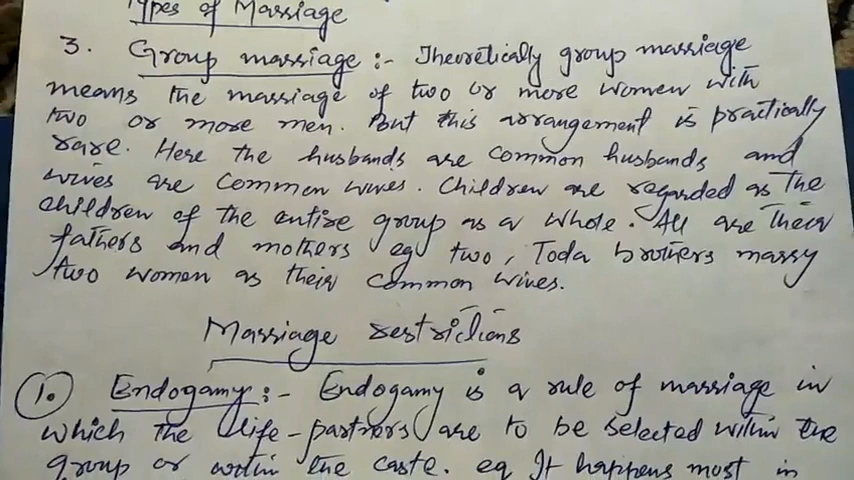 Types of Marriage
3. Group marriage :- Theoretically group marriage
means the marriage of two or more women with
two or more men. But this arrangement is practically
rare. Here the husbands are common husbands and
wives are common wives. Children are regarded as the
children of the entire group as a whole. All are their
fathers and mothers eg two, Toda brothers marry
two women as their common wives.
Marriage restrictions
1. Endogamy :- Endogamy is a rule of marriage in
which the life-partners are to be selected within the
group or within the caste. eg It happens most in